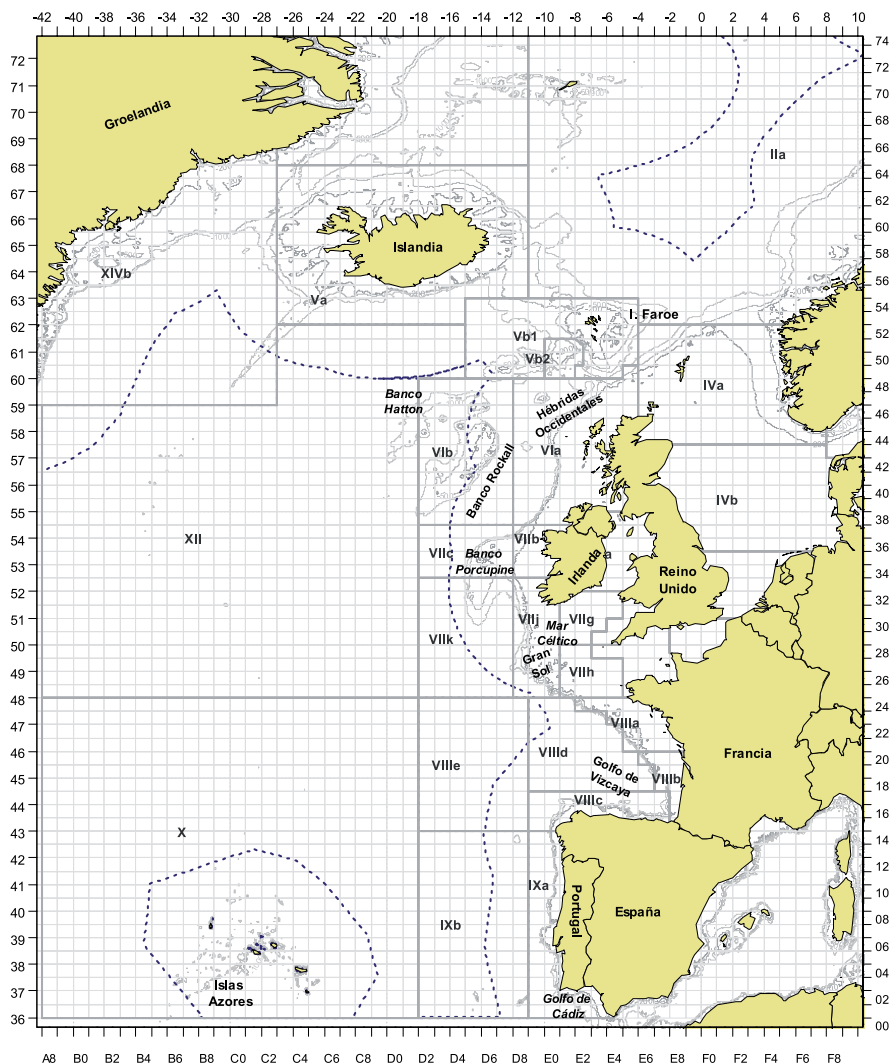 -42 -40 -38 -36 -34 -32 -30 -28 -26 -24 -22 -20 -18 -16 -14 -12 -10 -8 -6 -4 -2 0 2 4 6 8 10
72
71
70
69
68
67
66
65
64
63
62
61
60
59
58
57
56
55
54
53
52
51
50
49
48
47
46
45
44
43
42
41
40
39
38
37
36
74
72
70
68
66
64
62
60
58
56
54
52
50
48
46
44
42
40
38
36
34
32
30
28
26
24
22
20
18
16
14
12
10
08
06
04
02
00
Groelandia
IIa
Islandia
XIVb
Va
I. Faroe
Vb1
Vb2
IVa
Banco
Hatton
Hébridas
Occidentales
VIb
Banco Rockall
VIa
IVb
XII
VIIc
Banco
Porcupine
VIIb
Irlanda
a
Reino
Unido
VIIj
Mar
Céltico
VIIg
VIIk
Gran
Sol
VIIh
VIIIa
VIIIe
VIIId
Golfo de
Vizcaya
VIIIb
Francia
VIIIc
X
IXa
Portugal
España
IXb
Islas
Azores
Golfo de
Cádiz
A8 B0 B2 B4 B6 B8 C0 C2 C4 C6 C8 D0 D2 D4 D6 D8 E0 E2 E4 E6 E8 F0 F2 F4 F6 F8